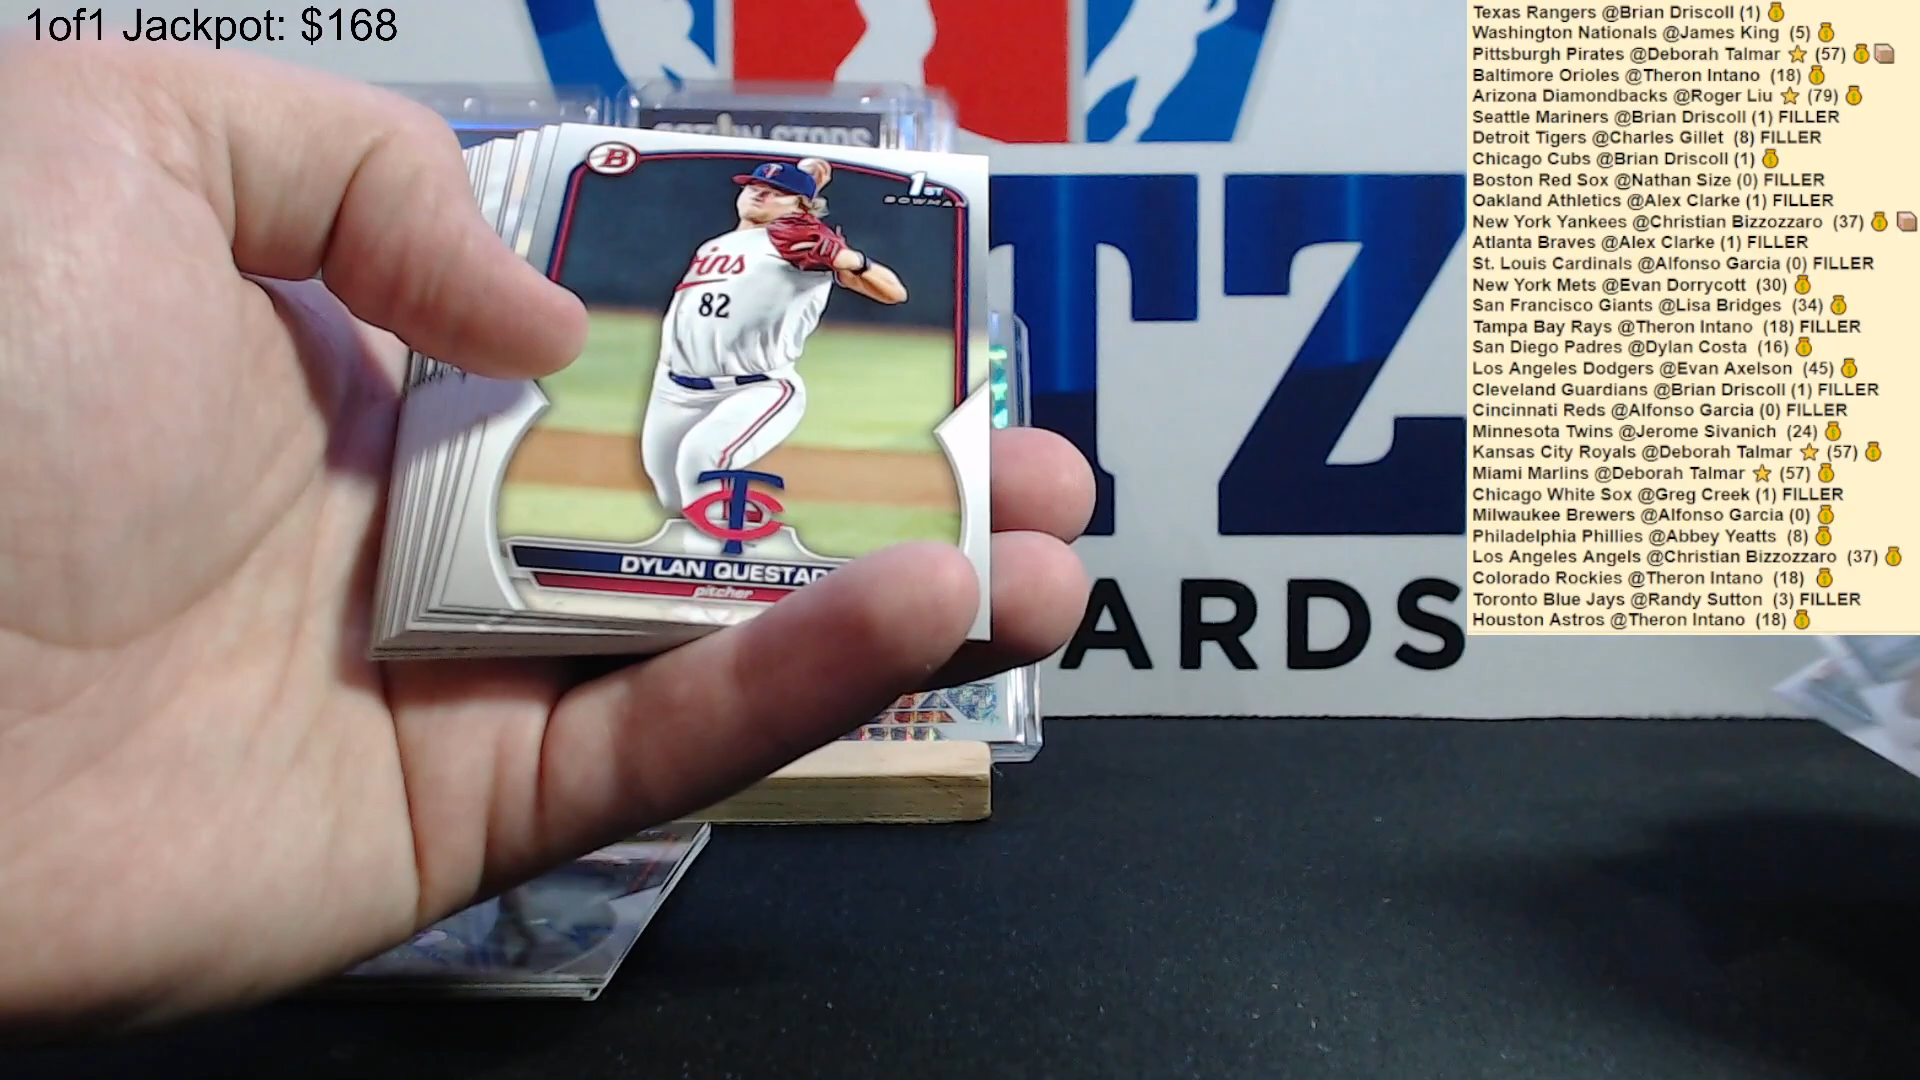 1of1 Jackpot: $168
Texas Rangers @Brian Driscoll (1)
Washington Nationals @James King (5)
Pittsburgh Pirates @Deborah Talmar (57)
Baltimore Orioles @Theron Intano (18)
Arizona Diamondbacks @Roger Liu (79)
Seattle Mariners @Brian Driscoll (1) FILLER
Detroit Tigers @Charles Gillet (8) FILLER
Chicago Cubs @Brian Driscoll (1)
Boston Red Sox @Nathan Size (0) FILLER
Oakland Athletics @Alex Clarke (1) FILLER
New York Yankees @Christian Bizzozzaro (37)
Atlanta Braves @Alex Clarke (1) FILLER
St. Louis Cardinals @Alfonso Garcia (0) FILLER
New York Mets @Evan Dorrycott (30)
San Francisco Giants @Lisa Bridges (34)
Tampa Bay Rays @Theron Intano (18) FILLER
San Diego Padres @Dylan Costa (16)
Los Angeles Dodgers @Evan Axelson (45)
Cleveland Guardians @Brian Driscoll (1) FILLER
Cincinnati Reds @Alfonso Garcia (0) FILLER
Minnesota Twins @Jerome Sivanich (24)
Kansas City Royals @Deborah Talmar (57)
Miami Marlins @Deborah Talmar (57)
Chicago White Sox @Greg Creek (1) FILLER
Milwaukee Brewers @Alfonso Garcia (0)
Philadelphia Phillies @Abbey Yeatts (8)
Los Angeles Angels @Christian Bizzozzaro (37)
Colorado Rockies @Theron Intano (18)
Toronto Blue Jays @Randy Sutton (3) FILLER
Houston Astros @Theron Intano (18)
B
1ST
BOWMAN
ins
82
TC
DYLAN QUESTAD
pitcher
TZ
ARDS